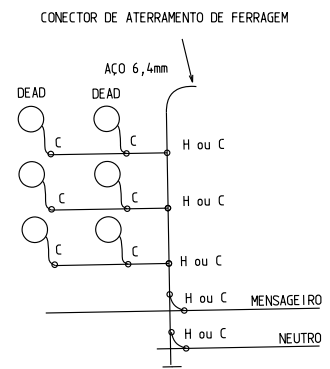 CONECTOR DE ATERRAMENTO DE FERRAGEM
AÇO 6,4mm
DEAD DEAD
C C H ou C
C C H ou C
C C H ou C
H ou C MENSAGEIRO
H ou C NEUTRO